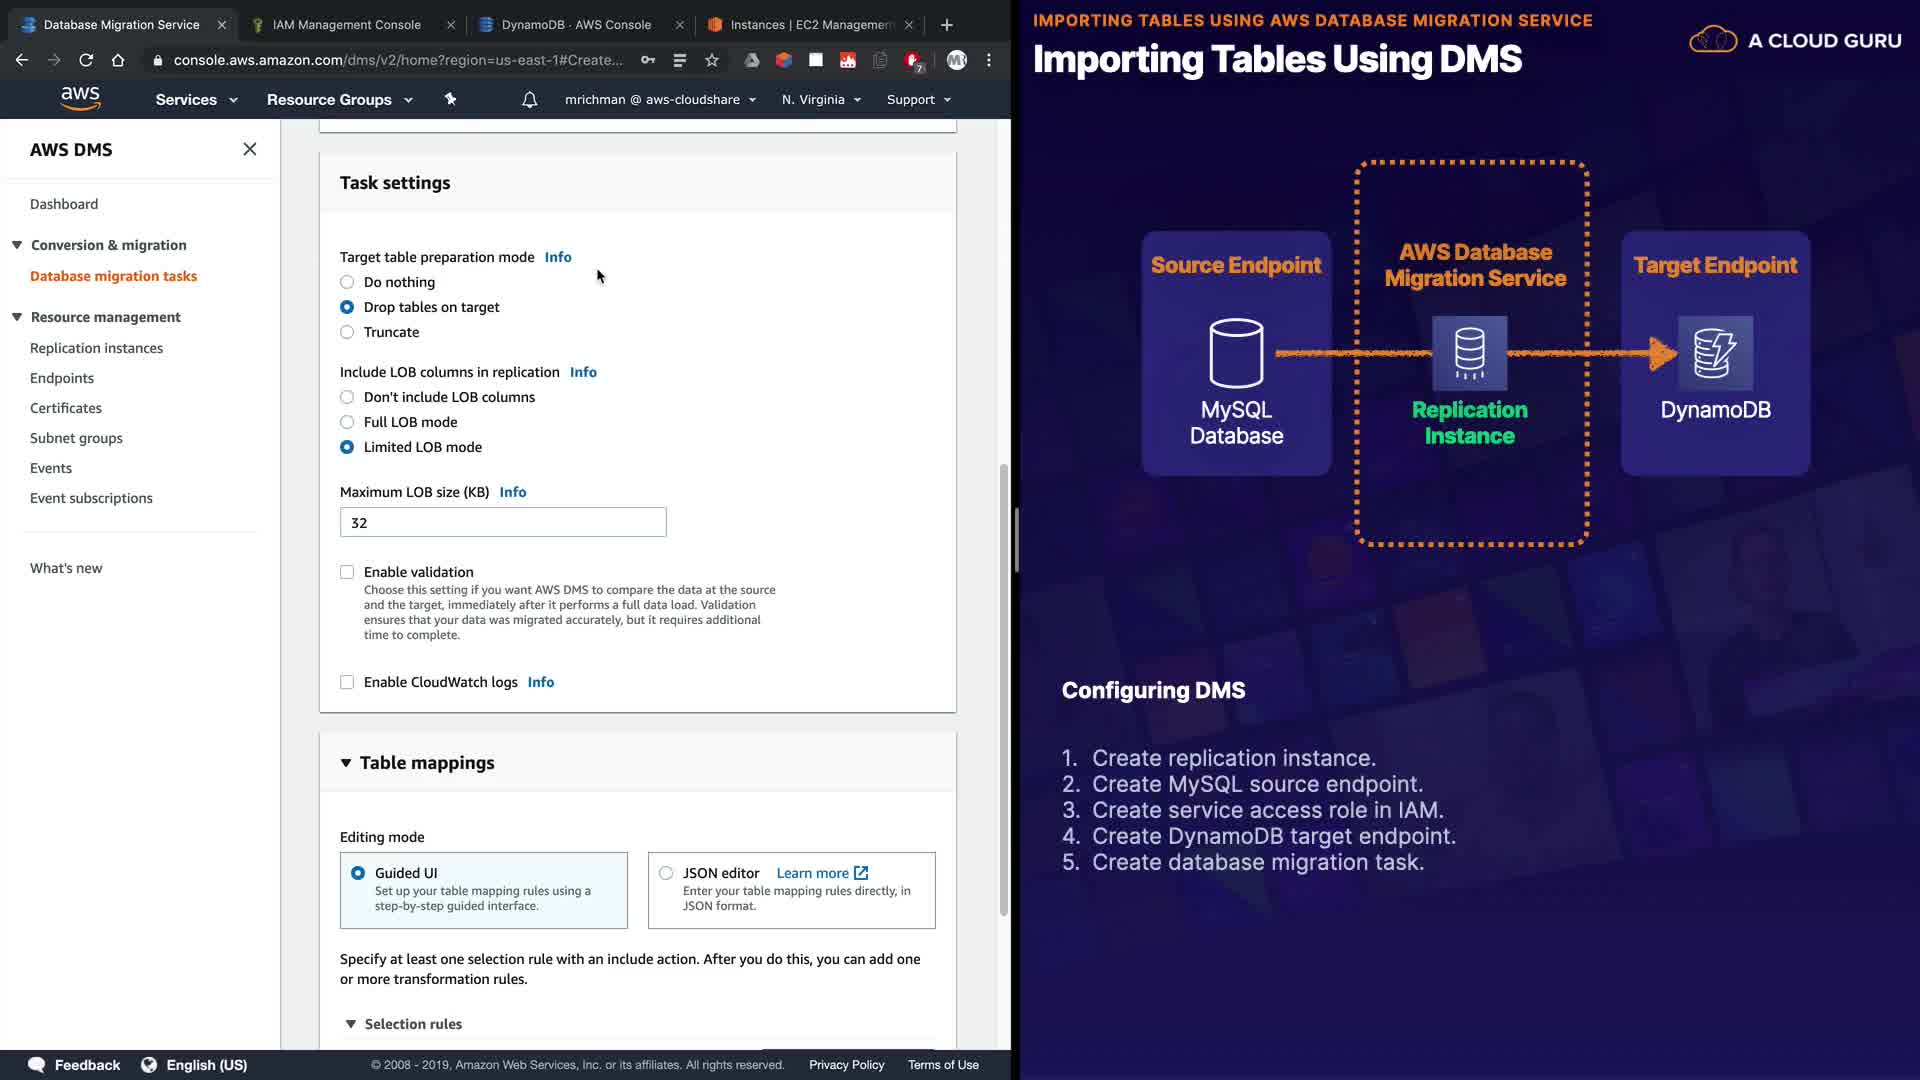 Database Migration Service
IAM Management Console
DynamoDB · AWS Console
Instances | EC2 Management
console.aws.amazon.com/dms/v2/home?region=us-east-1#Create...
7
aws
Services
Resource Groups
mrichman @ aws-cloudshare
N. Virginia
Support
AWS DMS
Dashboard
Conversion & migration
Database migration tasks
Resource management
Replication instances
Endpoints
Certificates
Subnet groups
Events
Event subscriptions
What's new
Task settings
Target table preparation mode Info
Do nothing
Drop tables on target
Truncate
Include LOB columns in replication Info
Don't include LOB columns
Full LOB mode
Limited LOB mode
Maximum LOB size (KB) Info
32
Enable validation
Choose this setting if you want AWS DMS to compare the data at the source
and the target, immediately after it performs a full data load. Validation
ensures that your data was migrated accurately, but it requires additional
time to complete.
Enable CloudWatch logs Info
Table mappings
Editing mode
Guided UI
Set up your table mapping rules using a
step-by-step guided interface.
JSON editor Learn more
Enter your table mapping rules directly, in
JSON format.
Specify at least one selection rule with an include action. After you do this, you can add one
or more transformation rules.
Selection rules
Feedback
English (US)
© 2008 - 2019, Amazon Web Services, Inc. or its affiliates. All rights reserved.
Privacy Policy
Terms of Use
IMPORTING TABLES USING AWS DATABASE MIGRATION SERVICE
Importing Tables Using DMS
A CLOUD GURU
Source Endpoint
MySQL
Database
AWS Database
Migration Service
Replication
Instance
Target Endpoint
DynamoDB
Configuring DMS
1. Create replication instance.
2. Create MySQL source endpoint.
3. Create service access role in IAM.
4. Create DynamoDB target endpoint.
5. Create database migration task.